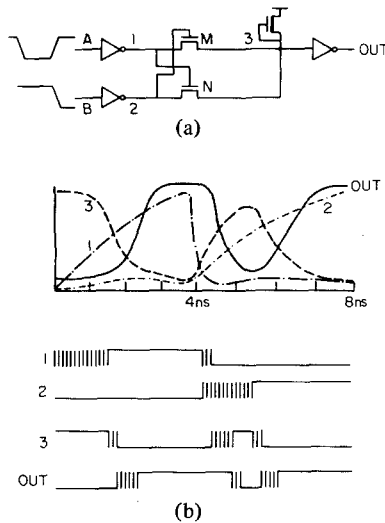 A 1 M 3
OUT
B 2 N
(a)
3 OUT
1 2
4ns 8ns
1
2
3
OUT
(b)